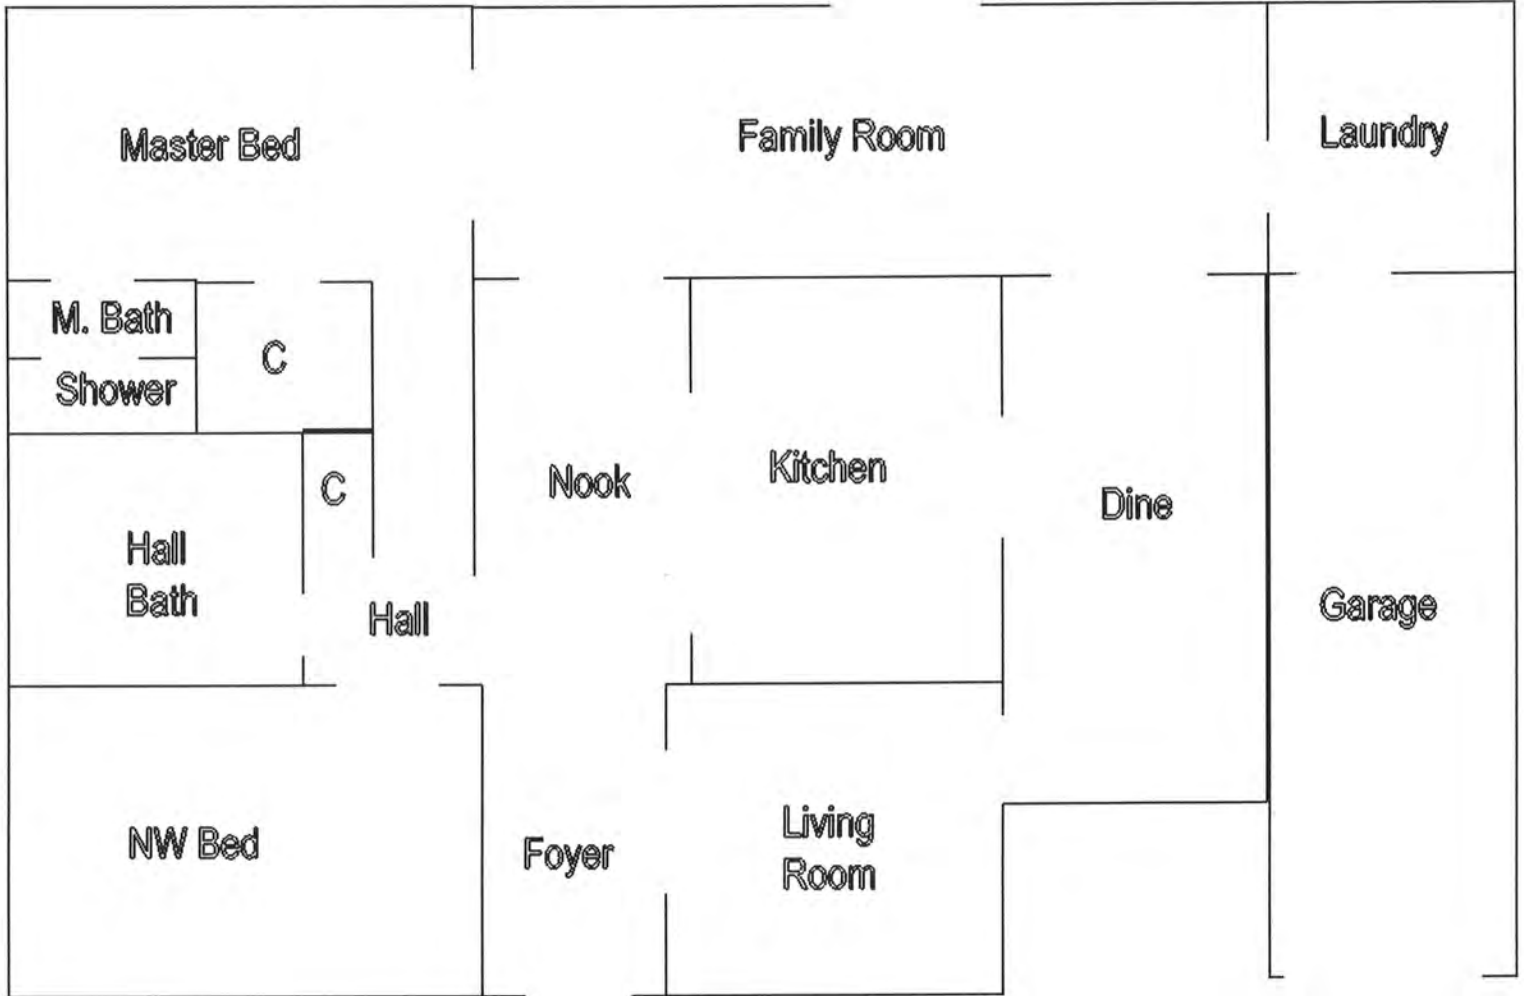 Master Bed
Family Room
Laundry
M. Bath
Shower
C
C
Nook
Kitchen
Dine
Hall
Bath
Hall
Garage
NW Bed
Foyer
Living
Room